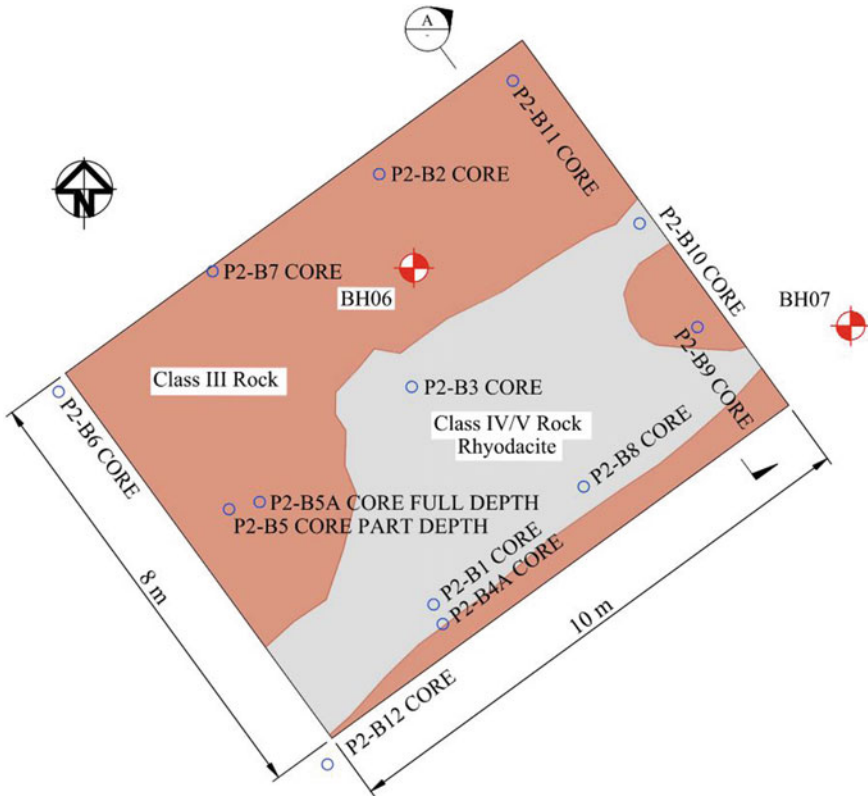 A
-
P2-B11 CORE
P2-B2 CORE
N
P2-B10 CORE
P2-B7 CORE
BH06
BH07
P2-B9 CORE
Class III Rock
P2-B3 CORE
P2-B6 CORE
Class IV/V Rock
Rhyodacite
P2-B8 CORE
P2-B5A CORE FULL DEPTH
P2-B5 CORE PART DEPTH
P2-B1 CORE
P2-B4A CORE
8 m
10 m
P2-B12 CORE